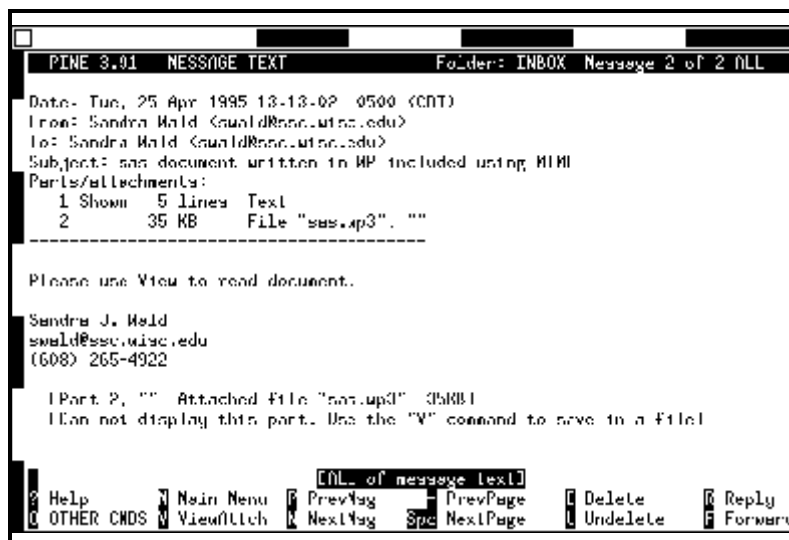 PINE 3.91 MESSAGE TEXT Folder: INBOX Message 2 of 2 ALL
Date: Tue, 25 Apr 1995 13:13:02 -0500 (CDT)
From: Sandra Wald <swald@ssc.wisc.edu>
To: Sandra Wald <swald@ssc.wisc.edu>
Subject: sas document written in WP included using MIME
Parts/attachments:
1 Shown 5 lines Text
2 35 KB File "sas.wp3", ""
----------------------------------------
Please use View to read document.
Sandra J. Wald
swald@ssc.wisc.edu
(608) 265-4922
[Part 2, "" Attached file "sas.wp3" 35KB]
[Can not display this part. Use the "V" command to save in a file]
[ALL of message text]
? Help M Main Menu P PrevMsg - PrevPage D Delete R Reply
O OTHER CMDS V ViewAttch N NextMsg Spc NextPage U Undelete F Forward